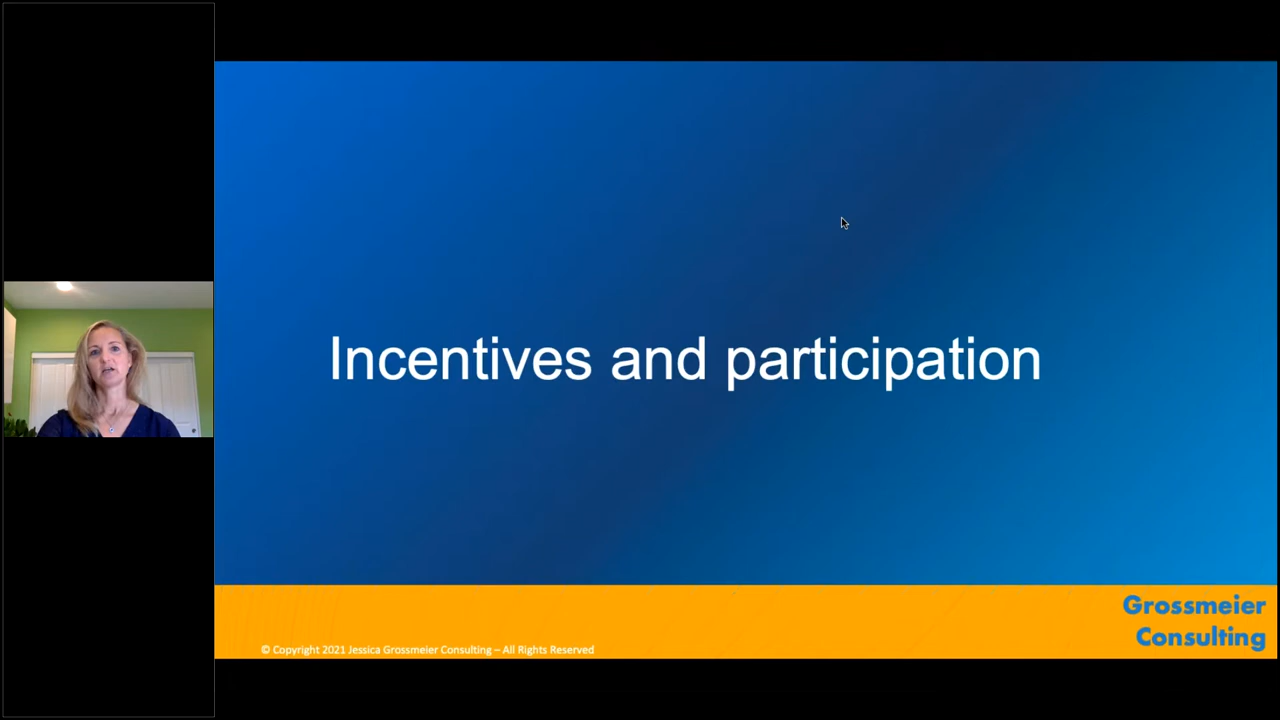 Incentives and participation
© Copyright 2021 Jessica Grossmeier Consulting – All Rights Reserved
Grossmeier
Consulting